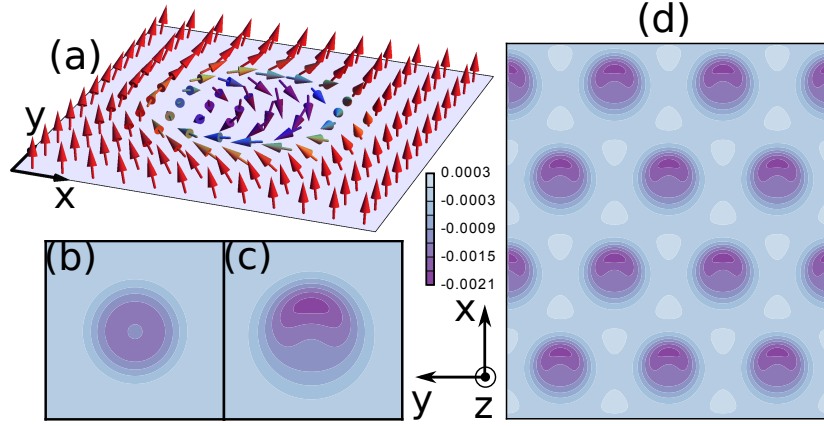 (a)
y
x
(b)
(c)
0.0003
-0.0003
-0.0009
-0.0015
-0.0021
x
y
z
(d)